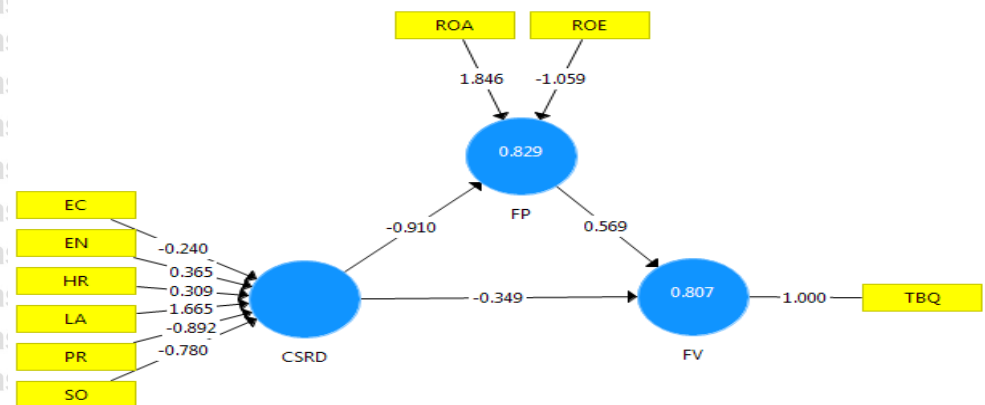 ROA ROE
1.846 -1.059
0.829
FP
EC
EN
HR
LA
PR
SO
-0.240
0.365
0.309
1.665
-0.892
-0.780
CSRD
-0.910
0.569
-0.349
0.807
FV
1.000
TBQ